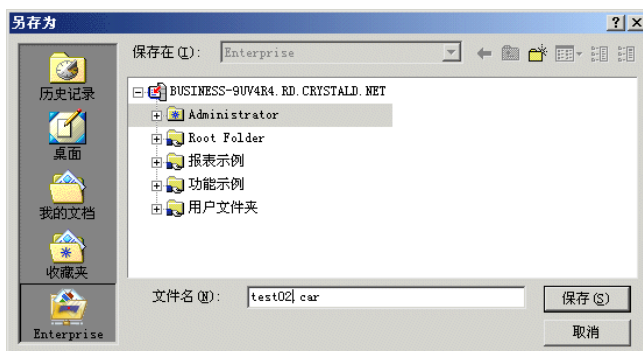 另存为
保存在(I):
Enterprise
历史记录
桌面
我的文档
收藏夹
Enterprise
BUSINESS-9UV4R4.RD.CRYSTALD.NET
Administrator
Root Folder
报表示例
功能示例
用户文件夹
文件名(N):
test02.car
保存(S)
取消